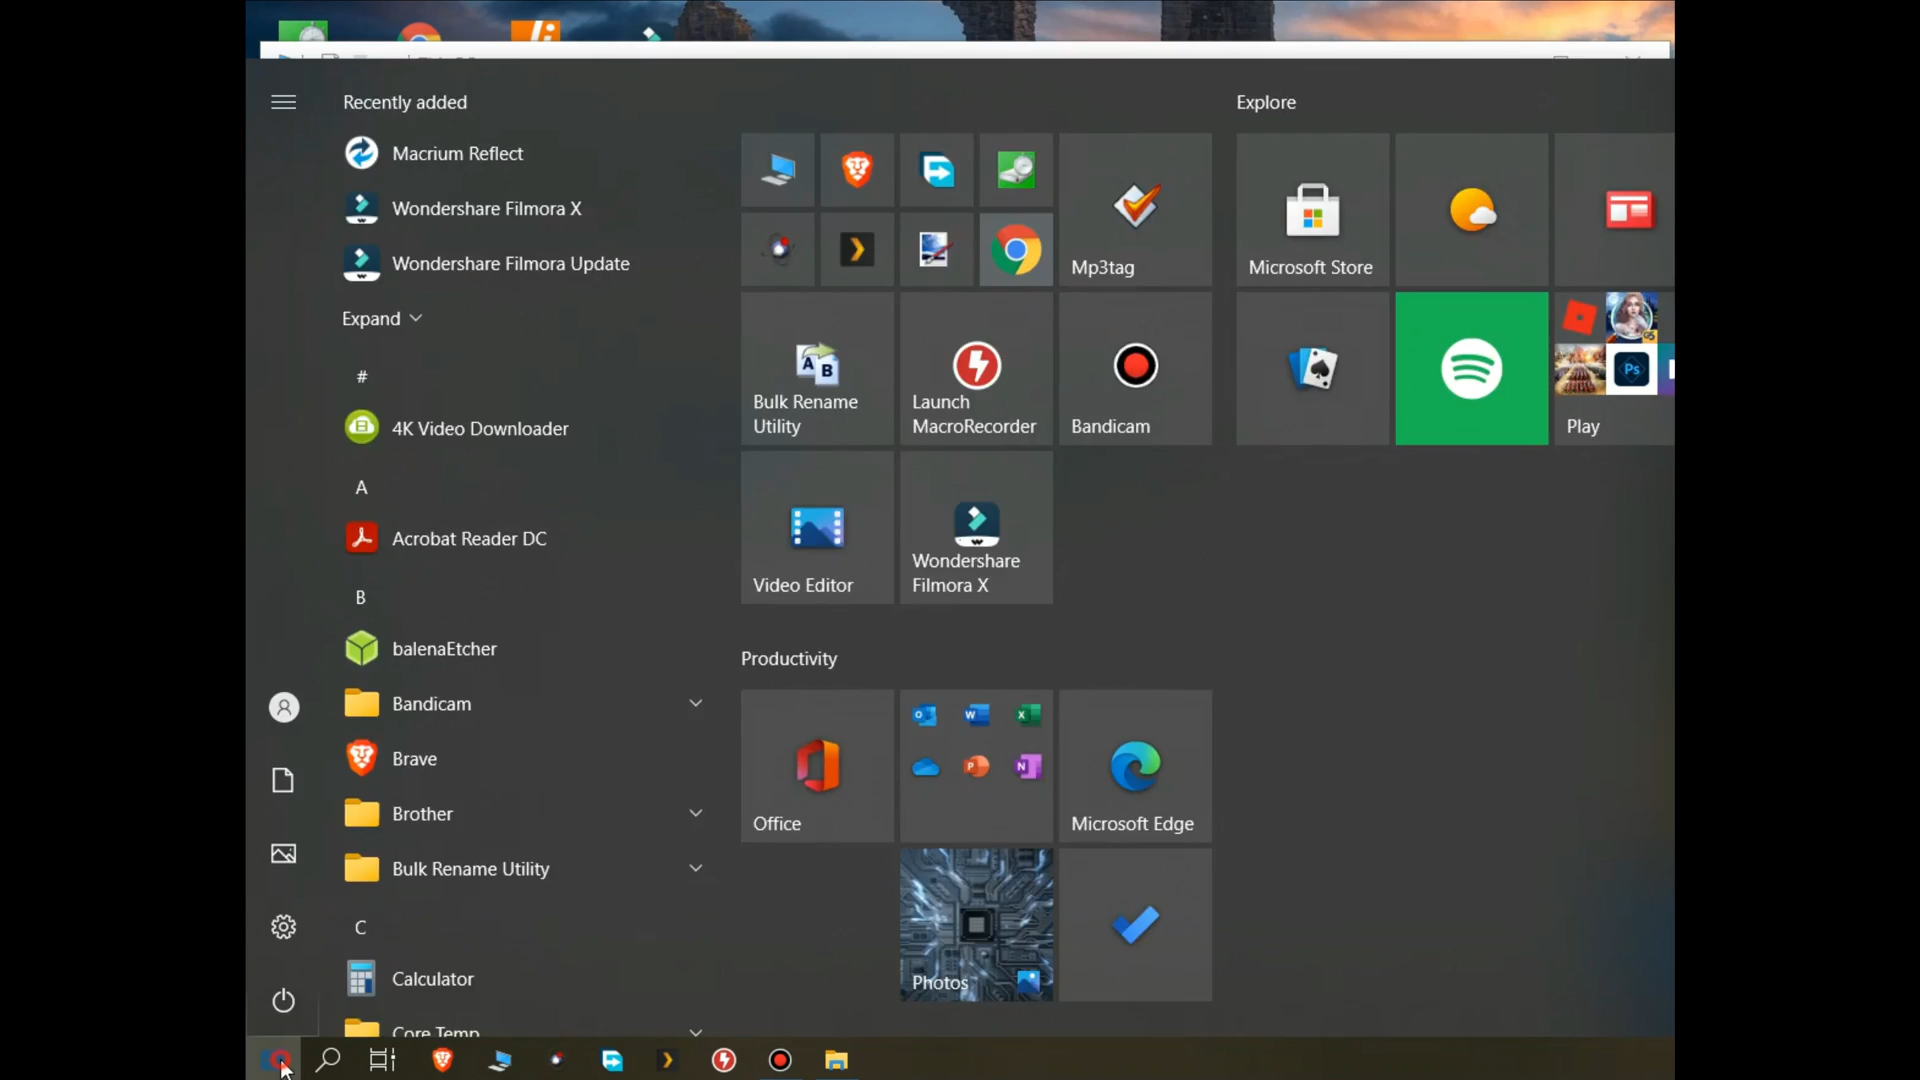 Recently added
Explore
Macrium Reflect
Wondershare Filmora X
Wondershare Filmora Update
Expand
#
4K Video Downloader
A
Acrobat Reader DC
B
balenaEtcher
Bandicam
Brave
Brother
Bulk Rename Utility
C
Calculator
Core Temp
Mp3tag
Bulk Rename
Utility
Launch
MacroRecorder
Bandicam
Video Editor
Wondershare
Filmora X
Microsoft Store
Ps
Play
Productivity
Office
Microsoft Edge
Photos